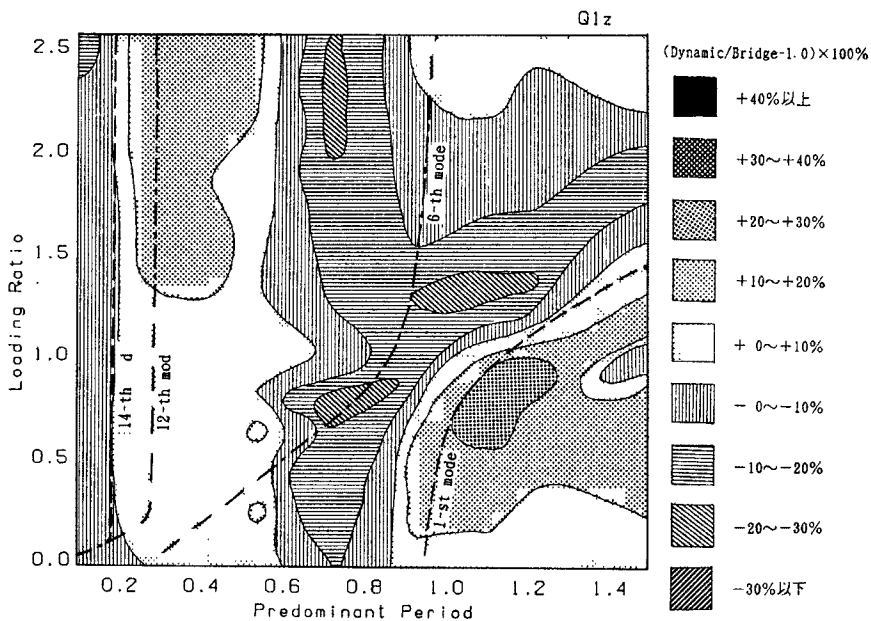 Q1z
(Dynamic/Bridge-1.0)×100%
+40%以上
+30～+40%
+20～+30%
+10～+20%
+ 0～+10%
- 0～-10%
-10～-20%
-20～-30%
-30%以下
Loading Ratio
2.5
2.0
1.5
1.0
0.5
0.0
14-th d
12-th mod
6-th mode
1-st mode
0.2 0.4 0.6 0.8 1.0 1.2 1.4
Predominant Period